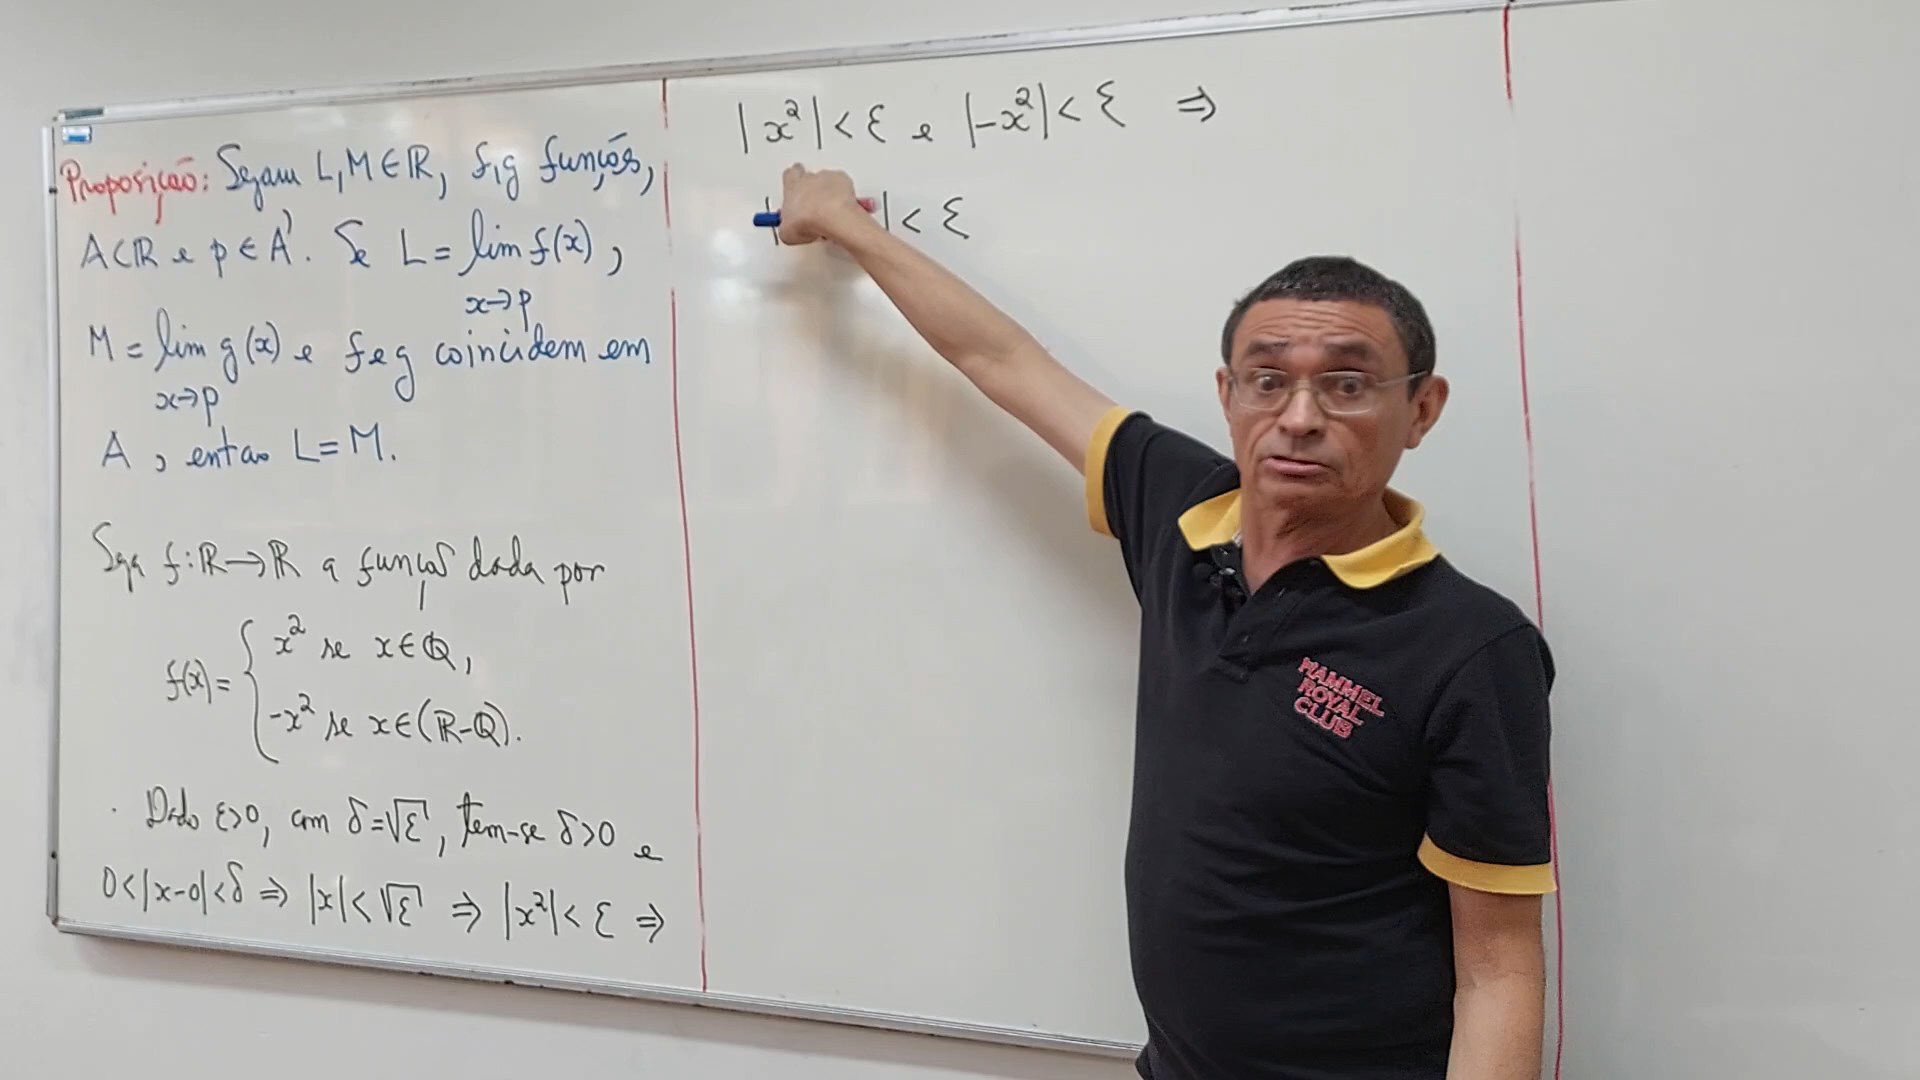 Proposição: Sejam L,M∈ℝ, f,g funções,
A⊂ℝ e p∈A'. Se L=lim f(x),
x→p
M=lim g(x) e f e g coincidem em
x→p
A, então L=M.
Seja f:ℝ→ℝ a função dada por
f(x)= { x² se x∈ℚ,
-x² se x∈(ℝ-ℚ).
· Dado ε>0, com δ=√ε, tem-se δ>0 e
0<|x-0|<δ ⇒ |x|<√ε ⇒ |x²|<ε ⇒
|x²|<ε e |-x²|<ε ⇒
|<ε
HAMMEL
ROYAL
CLUB